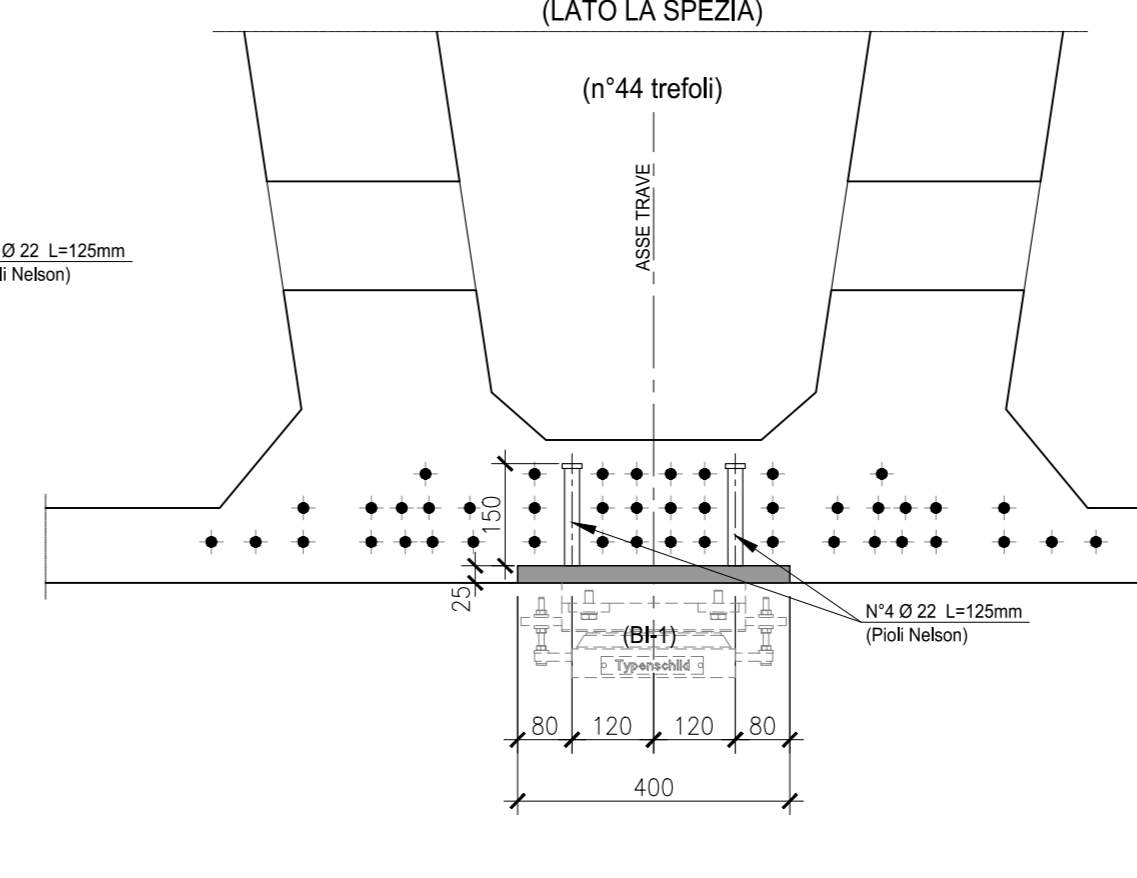 (LATO LA SPEZIA)
(n°44 trefoli)
ASSE TRAVE
Ø 22 L=125mm
li Nelson)
150
25
N°4 Ø 22 L=125mm
(Pioli Nelson)
(BI-1)
Typenschild
80 120 120 80
400